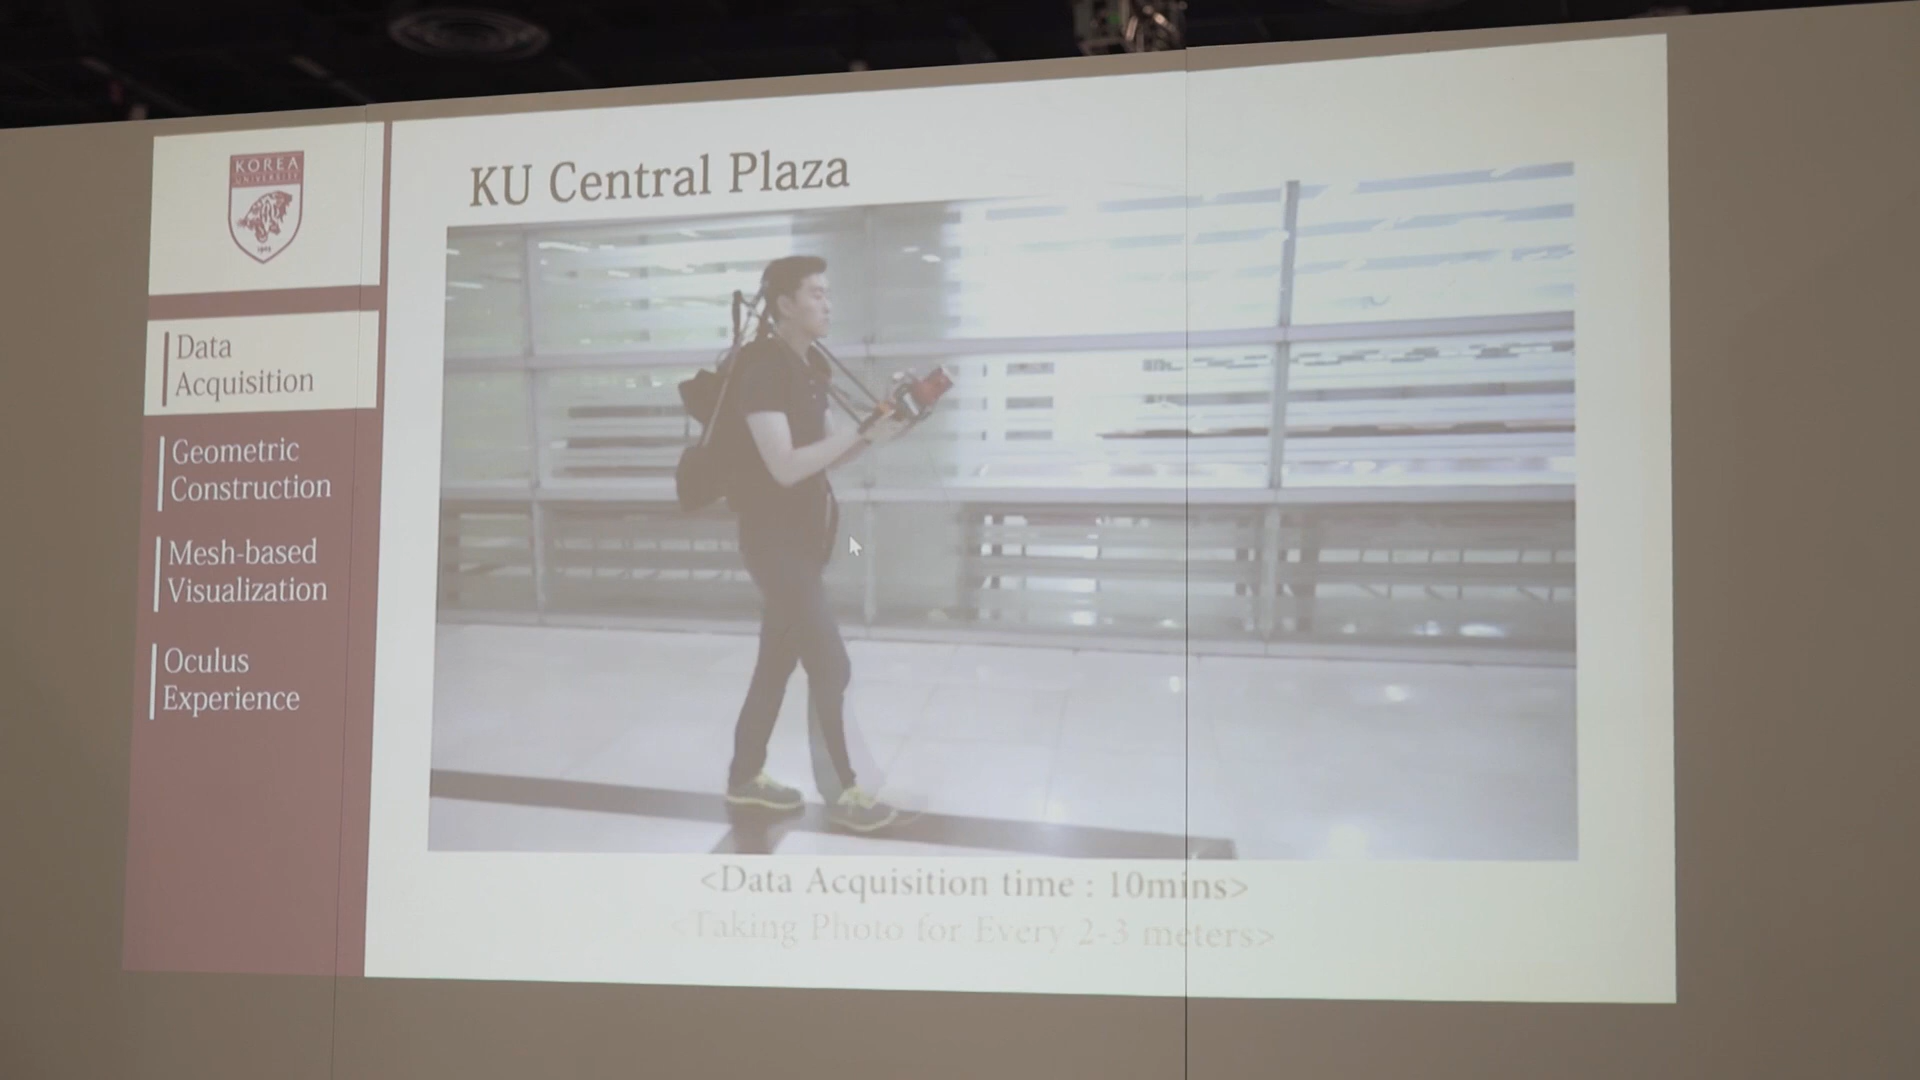 KOREA
UNIVERSITY
1905
KU Central Plaza
Data
Acquisition
Geometric
Construction
Mesh-based
Visualization
Oculus
Experience
<Data Acquisition time : 10mins>
<Taking Photo for Every 2-3 meters>